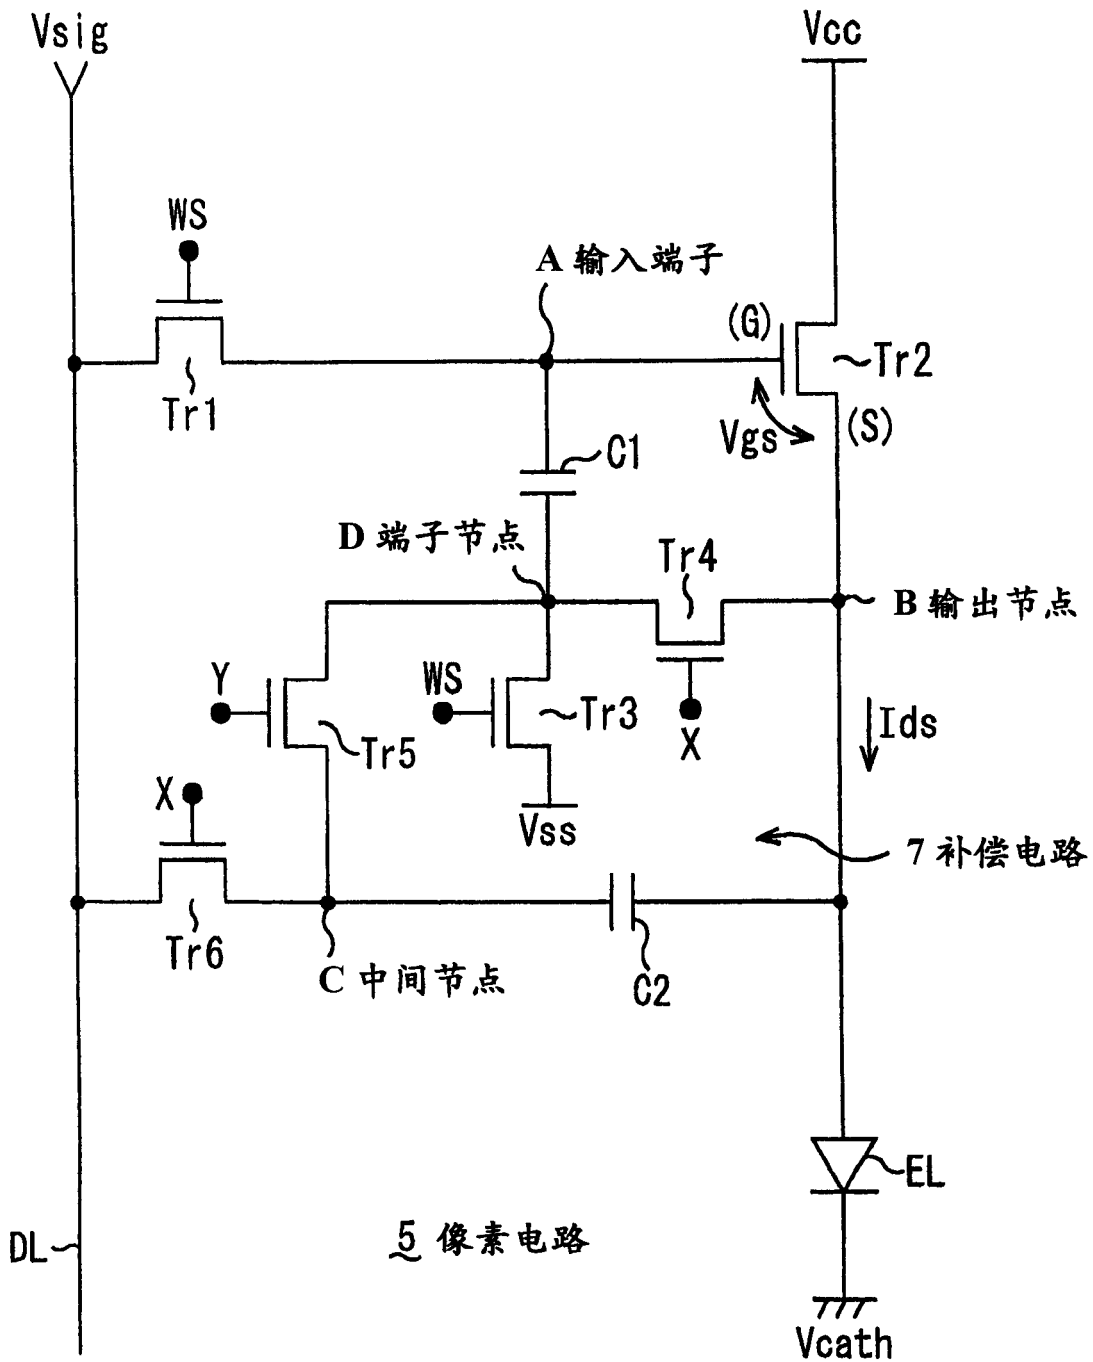 Vsig
Vcc
WS
A 输入端子
(G)
Tr2
Tr1
Vgs
(S)
C1
D 端子节点
Tr4
B 输出节点
Y
WS
Tr3
X
Ids
Tr5
X
Vss
7 补偿电路
Tr6
C 中间节点
C2
EL
DL
5 像素电路
Vcath